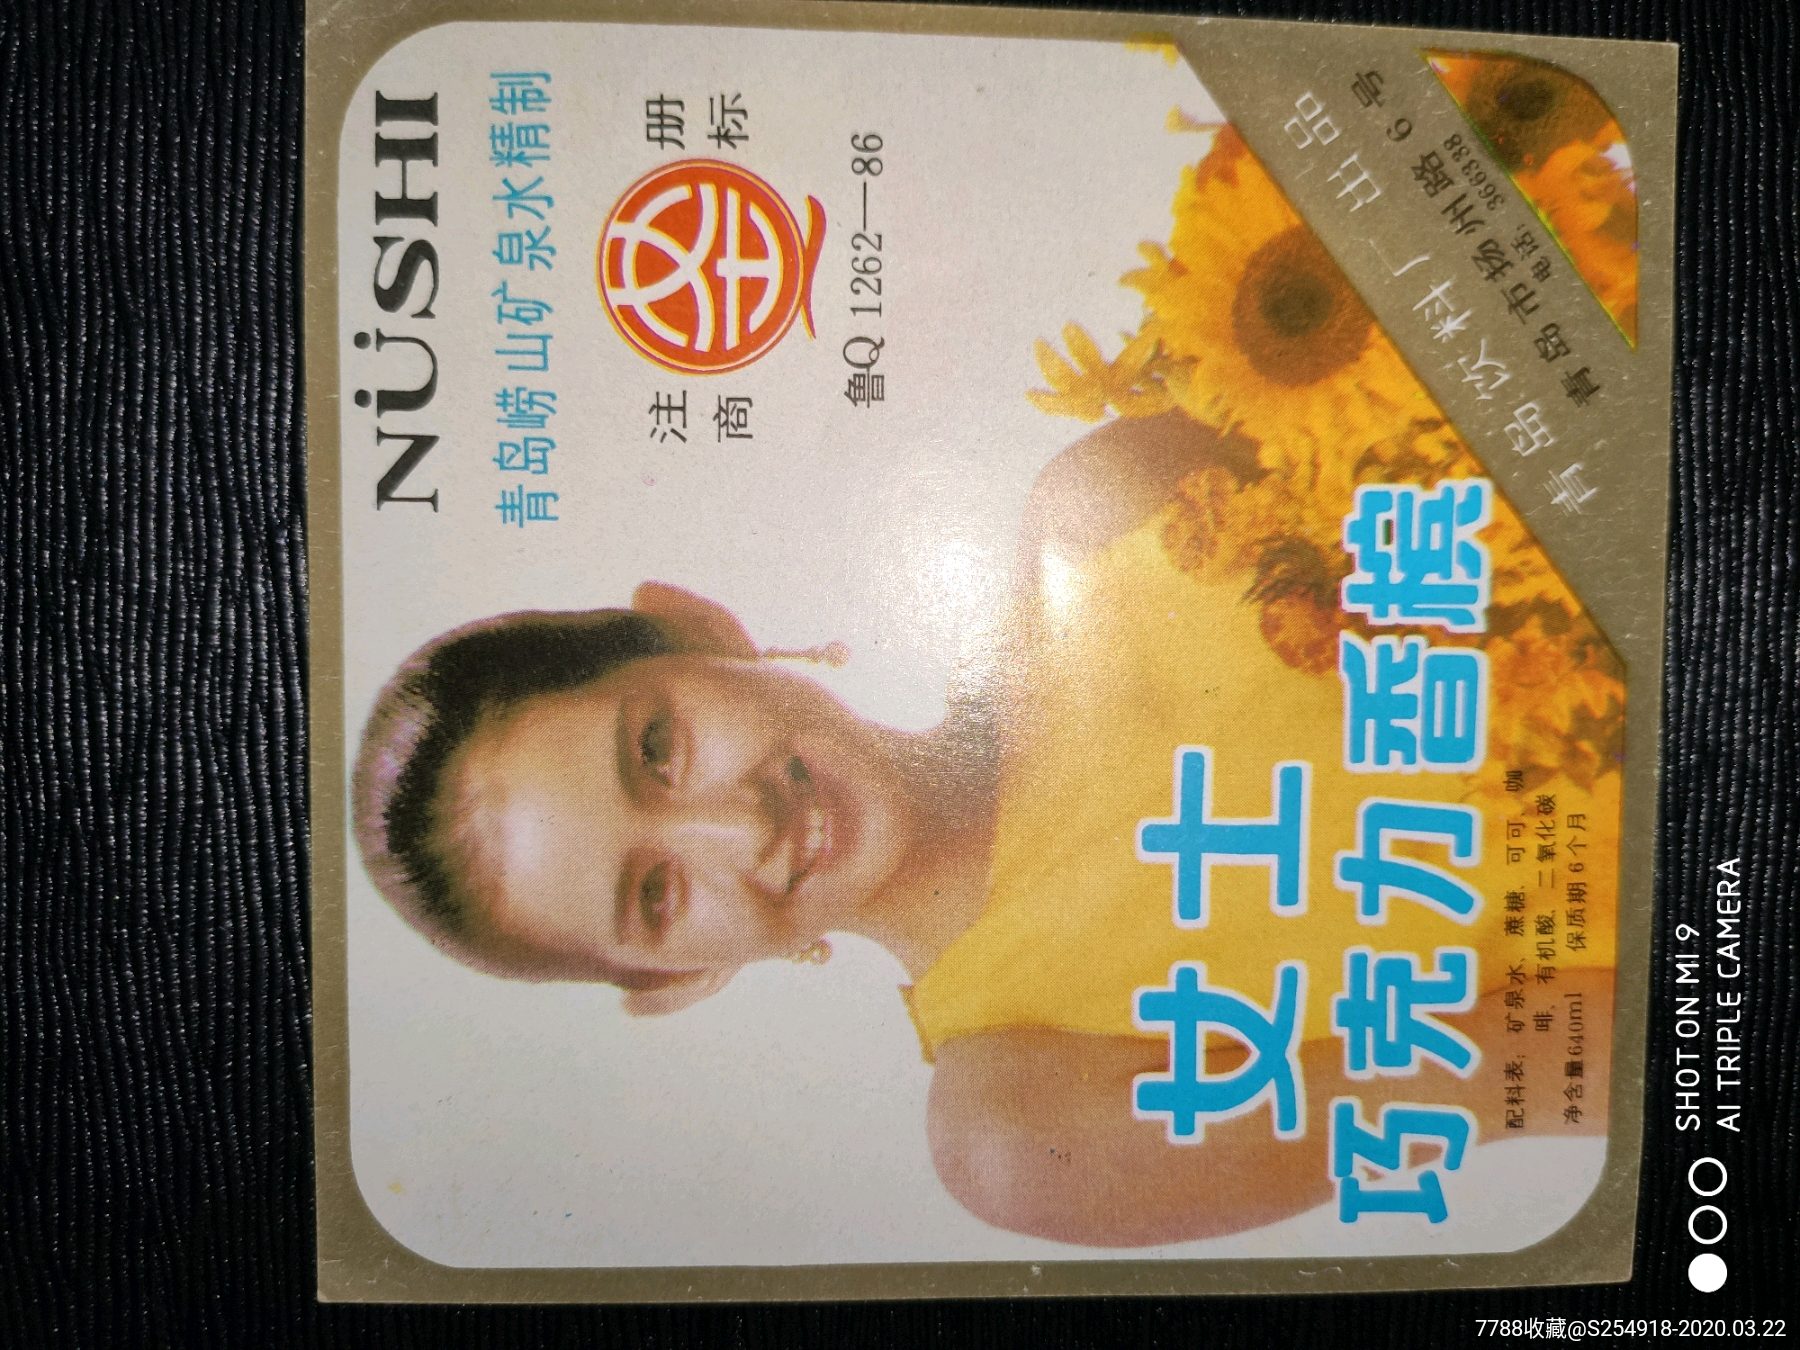 NÜSHI
青岛崂山矿泉水精制
注册
商标
鲁Q 1262—86
女士
巧克力香槟
配料表：矿泉水、蔗糖、可可、咖
啡、有机酸、二氧化碳
净含量640ml 保质期6个月
青岛饮料厂出品
青岛市扬州路6号
电话：366338
SHOT ON MI 9
AI TRIPLE CAMERA
7788收藏@S254918-2020.03.22